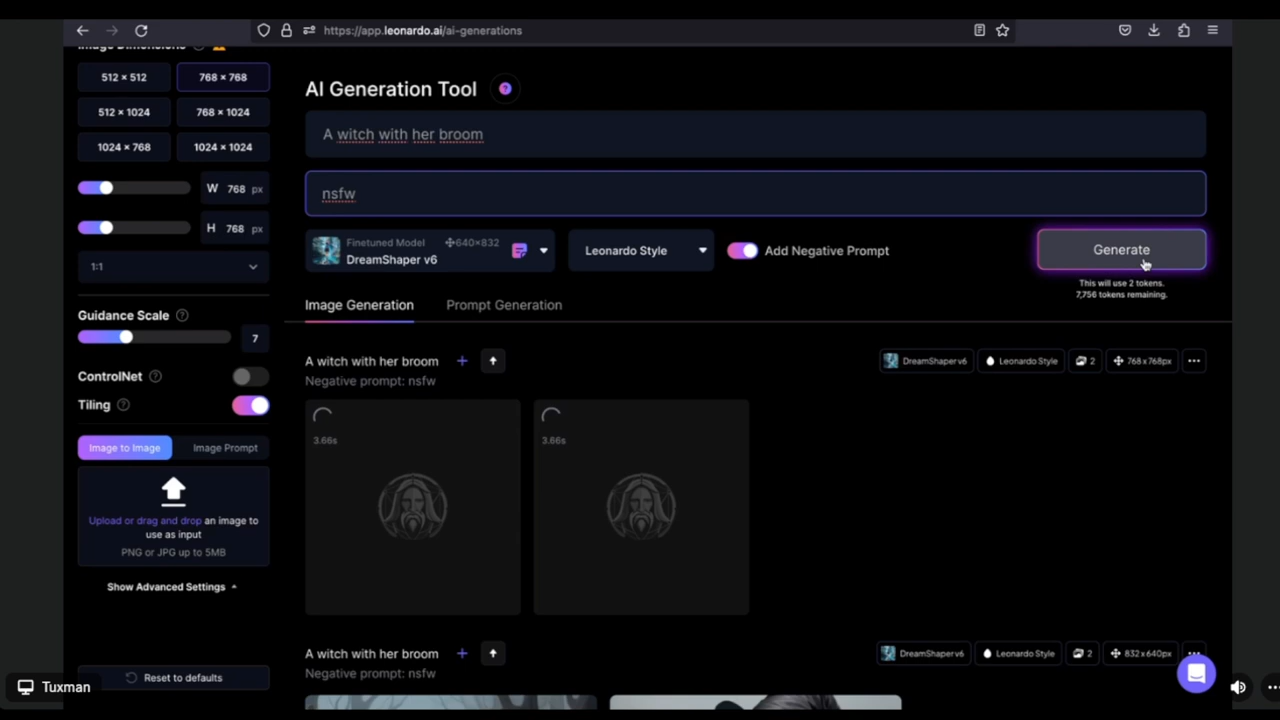 https://app.leonardo.ai/ai-generations
Image Dimensions
512 × 512
768 × 768
512 × 1024
768 × 1024
1024 × 768
1024 × 1024
W 768 px
H 768 px
1:1
Guidance Scale
7
ControlNet
Tiling
Image to Image
Image Prompt
Upload or drag and drop an image to
use as input
PNG or JPG up to 5MB
Show Advanced Settings
Reset to defaults
AI Generation Tool
A witch with her broom
nsfw
Finetuned Model
640×832
DreamShaper v6
Leonardo Style
Add Negative Prompt
Generate
This will use 2 tokens.
7,756 tokens remaining.
Image Generation
Prompt Generation
A witch with her broom
Negative prompt: nsfw
DreamShaper v6
Leonardo Style
2
768 x 768px
3.66s
3.66s
A witch with her broom
Negative prompt: nsfw
DreamShaper v6
Leonardo Style
2
832 x 640px
Tuxman